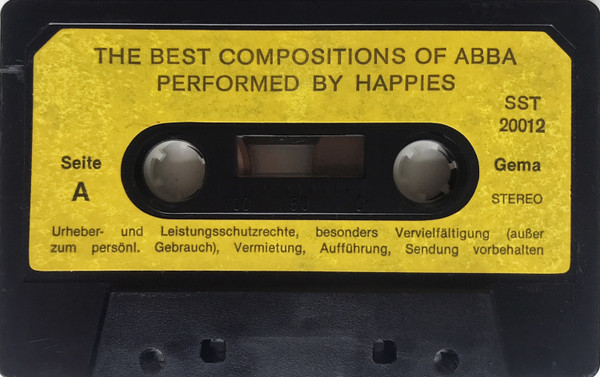 THE BEST COMPOSITIONS OF ABBA
PERFORMED BY HAPPIES
SST
20012
Seite
A
Gema
STEREO
Urheber- und Leistungsschutzrechte, besonders Vervielfältigung (außer
zum persönl. Gebrauch), Vermietung, Aufführung, Sendung vorbehalten